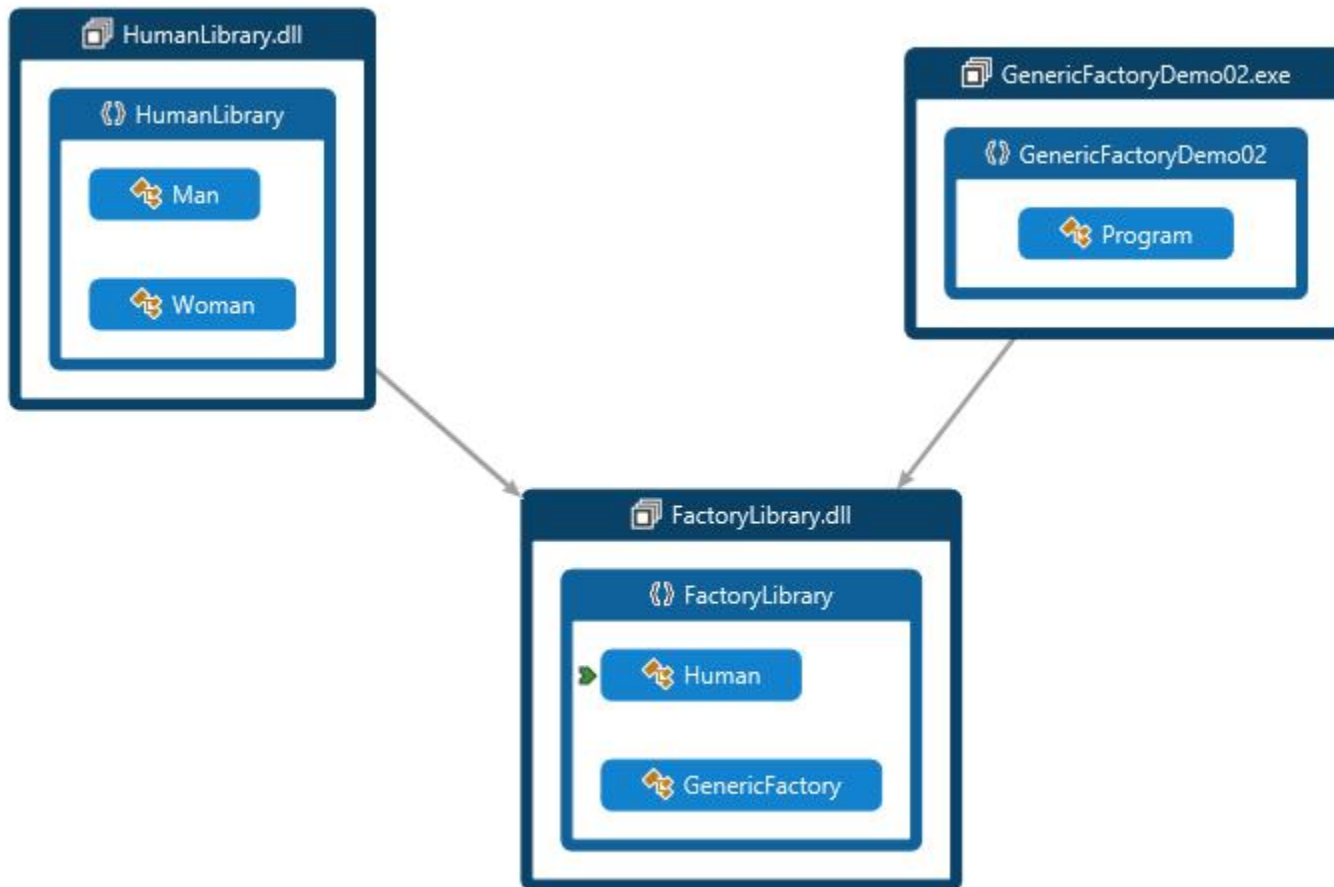 HumanLibrary.dll
HumanLibrary
Man
Woman
GenericFactoryDemo02.exe
GenericFactoryDemo02
Program
FactoryLibrary.dll
FactoryLibrary
Human
GenericFactory